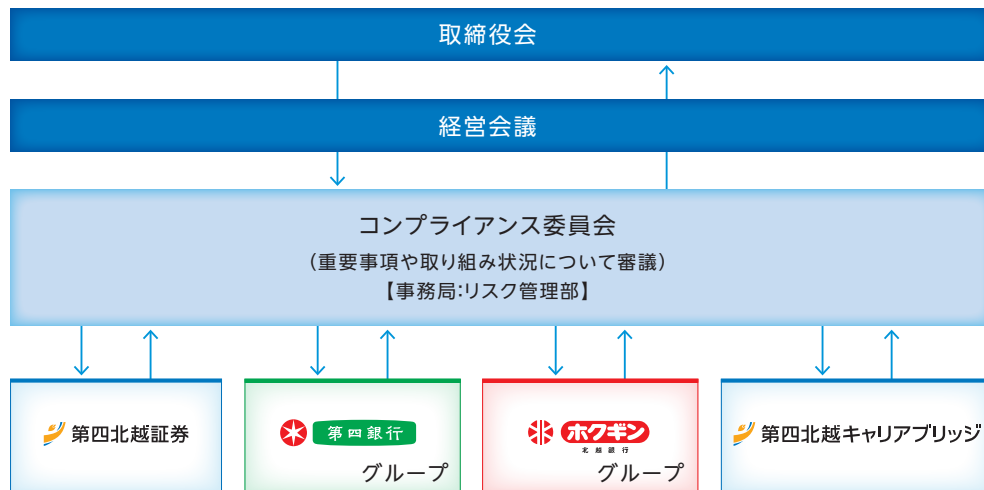 取締役会
経営会議
コンプライアンス委員会
(重要事項や取り組み状況について審議)
【事務局:リスク管理部】
第四北越証券
第四銀行
グループ
ホクギン
北越銀行
グループ
第四北越キャリアブリッジ